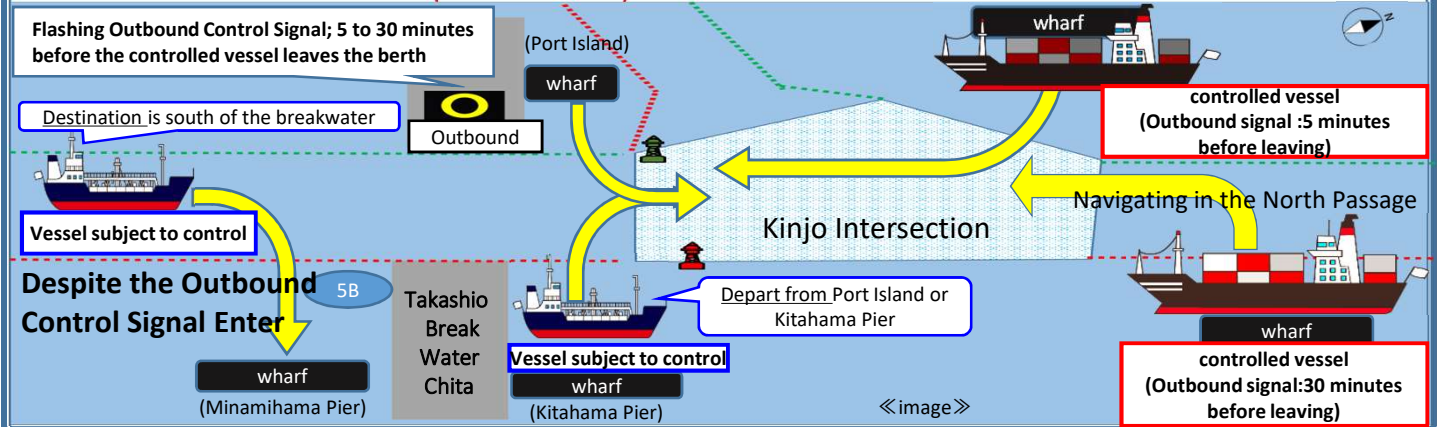 Flashing Outbound Control Signal; 5 to 30 minutes
before the controlled vessel leaves the berth
(Port Island)
wharf
wharf
N
Destination is south of the breakwater
Outbound
controlled vessel
(Outbound signal :5 minutes
before leaving)
Vessel subject to control
Kinjo Intersection
Navigating in the North Passage
Despite the Outbound
Control Signal Enter
5B
Takashio
Break
Water
Chita
Depart from Port Island or
Kitahama Pier
Vessel subject to control
wharf
(Minamihama Pier)
wharf
(Kitahama Pier)
≪image≫
wharf
controlled vessel
(Outbound signal:30 minutes
before leaving)